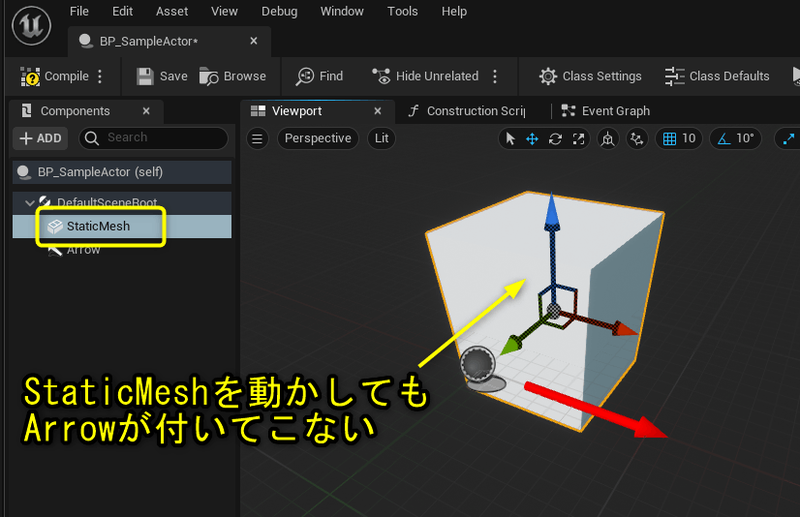 File Edit Asset View Debug Window Tools Help
BP_SampleActor*
Compile Save Browse Find Hide Unrelated Class Settings Class Defaults
Components Viewport Construction Scrip Event Graph
ADD Search Perspective Lit 10 10°
BP_SampleActor (self)
DefaultSceneRoot
StaticMesh
Arrow
StaticMeshを動かしても
Arrowが付いてこない